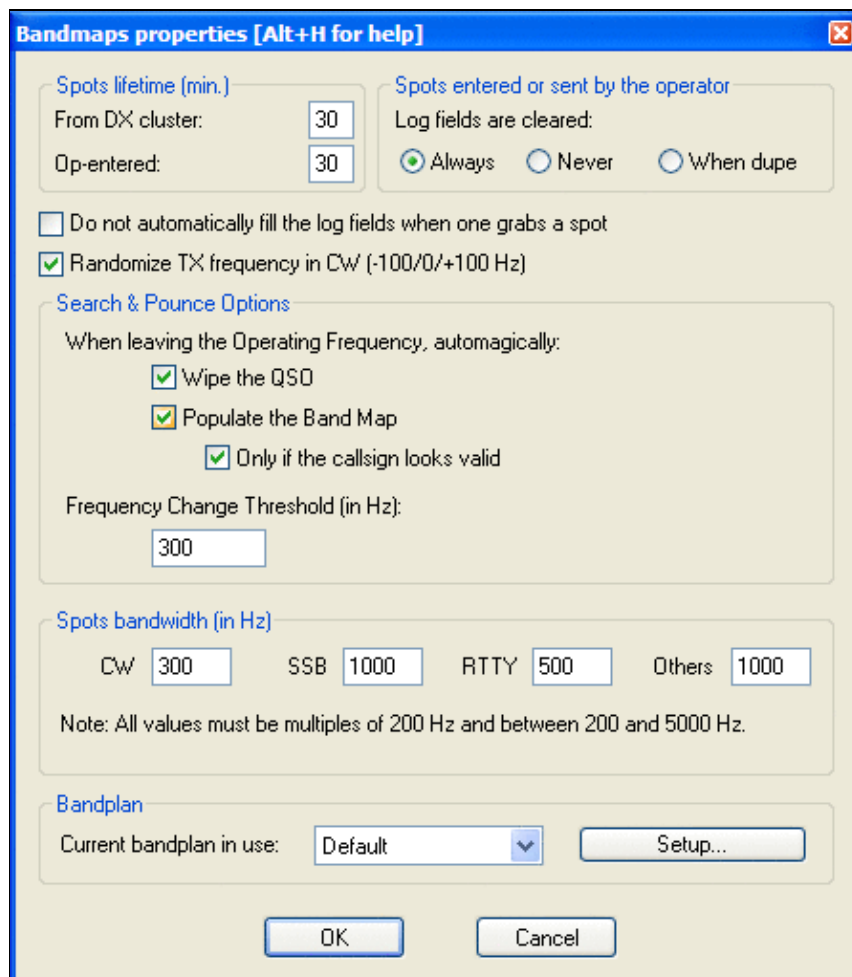 Bandmaps properties [Alt+H for help]
Spots lifetime (min.)
From DX cluster: 30
Op-entered: 30
Spots entered or sent by the operator
Log fields are cleared:
Always Never When dupe
Do not automatically fill the log fields when one grabs a spot
Randomize TX frequency in CW (-100/0/+100 Hz)
Search & Pounce Options
When leaving the Operating Frequency, automagically:
Wipe the QSO
Populate the Band Map
Only if the callsign looks valid
Frequency Change Threshold (in Hz):
300
Spots bandwidth (in Hz)
CW 300 SSB 1000 RTTY 500 Others 1000
Note: All values must be multiples of 200 Hz and between 200 and 5000 Hz.
Bandplan
Current bandplan in use: Default Setup...
OK Cancel